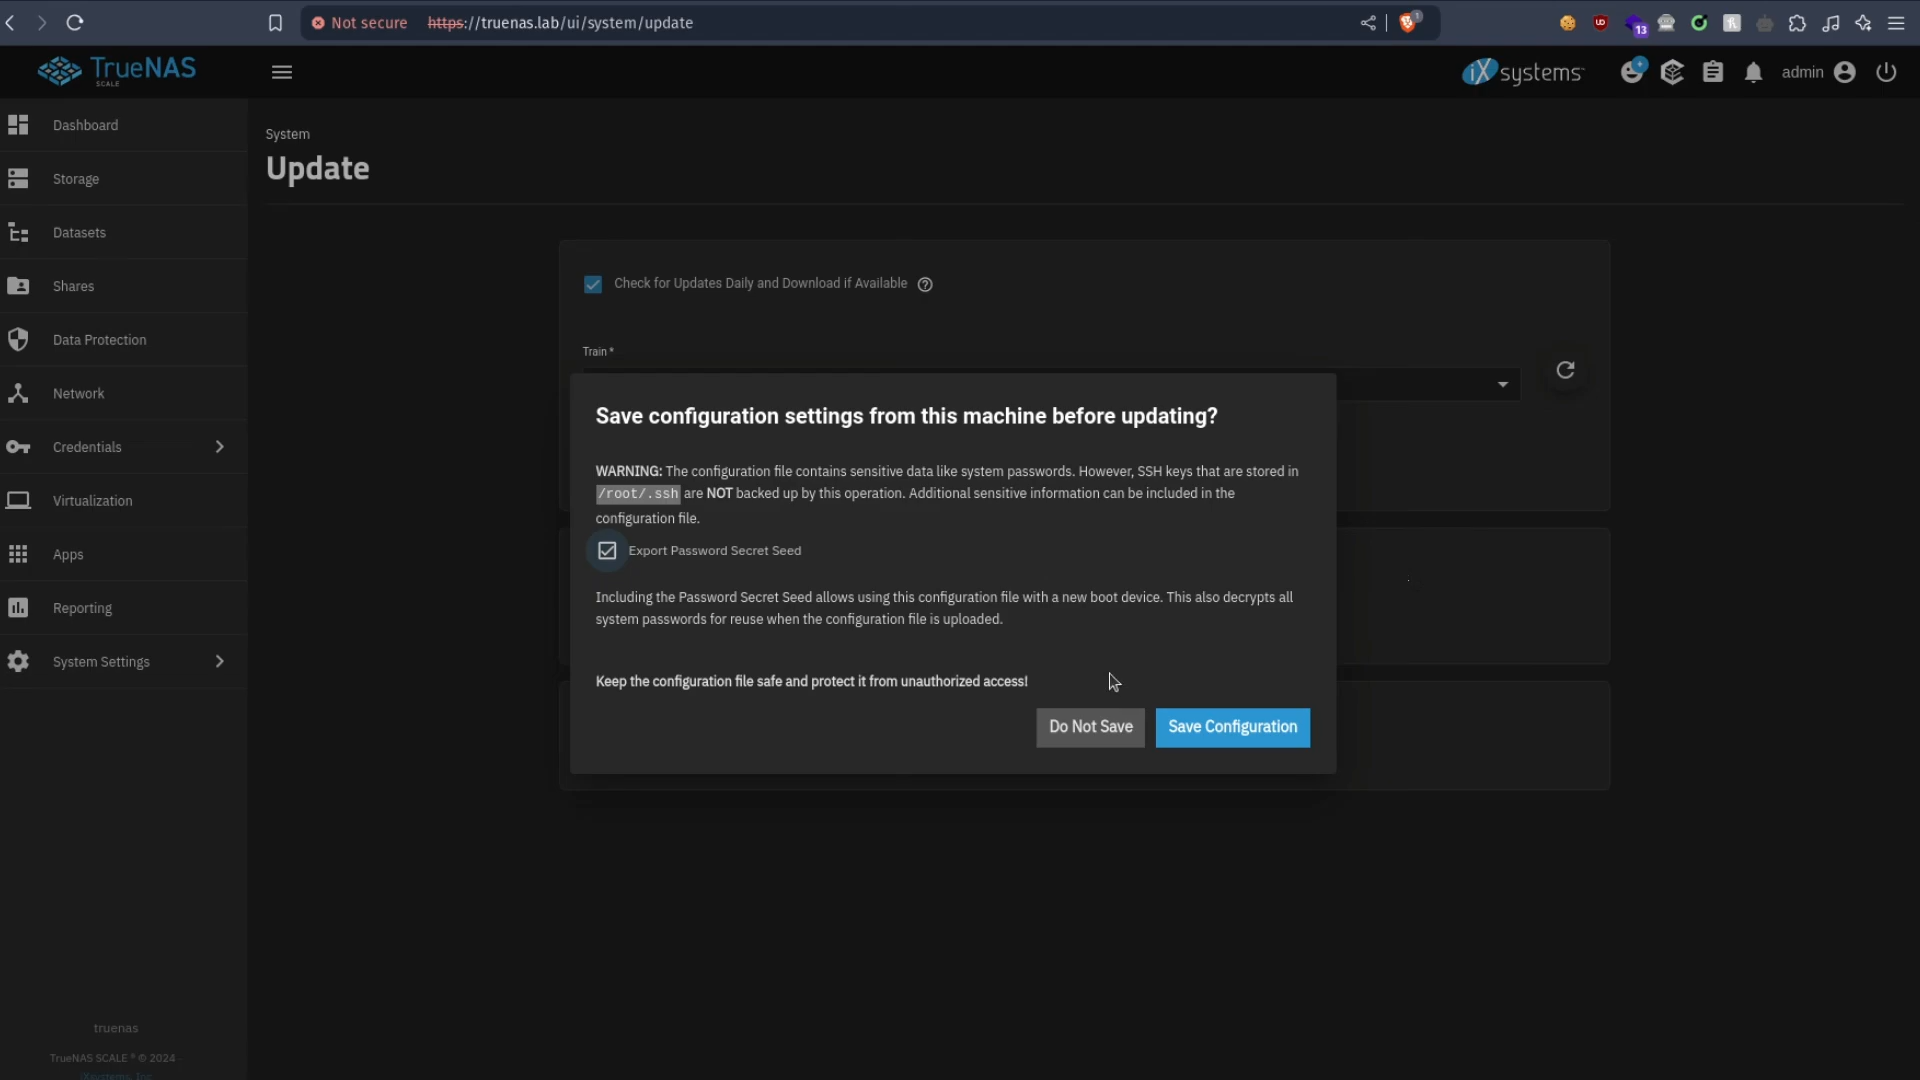 Not secure
https://truenas.lab/ui/system/update
1
UD
13
TrueNAS
SCALE
iXsystems
admin
Dashboard
Storage
Datasets
Shares
Data Protection
Network
Credentials
Virtualization
Apps
Reporting
System Settings
truenas
TrueNAS SCALE ® © 2024 -
iXsystems, Inc
System
Update
Check for Updates Daily and Download if Available
Train *
Save configuration settings from this machine before updating?
WARNING: The configuration file contains sensitive data like system passwords. However, SSH keys that are stored in
/root/.ssh are NOT backed up by this operation. Additional sensitive information can be included in the
configuration file.
Export Password Secret Seed
Including the Password Secret Seed allows using this configuration file with a new boot device. This also decrypts all
system passwords for reuse when the configuration file is uploaded.
Keep the configuration file safe and protect it from unauthorized access!
Do Not Save
Save Configuration